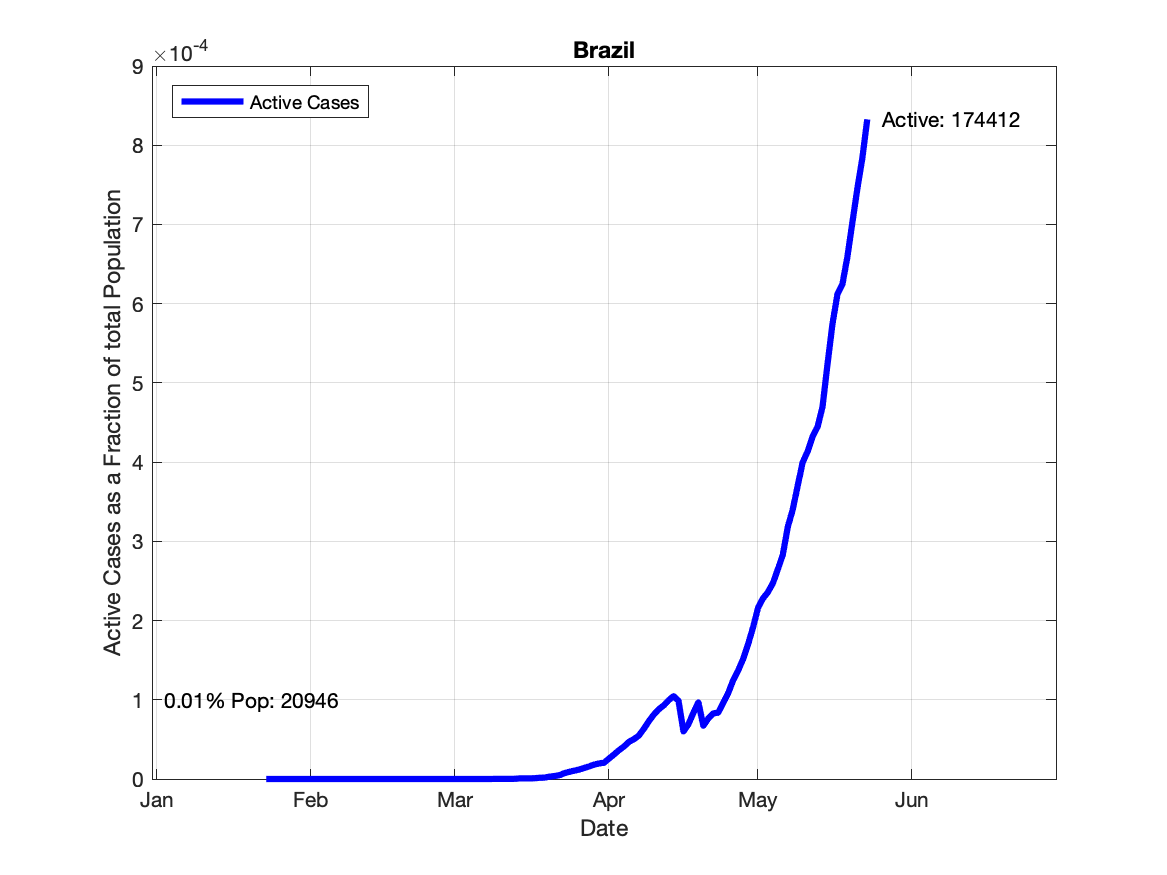 Brazil
×10-4
9
8
7
6
5
4
3
2
1
0
Active Cases
Active: 174412
0.01% Pop: 20946
Active Cases as a Fraction of total Population
Jan Feb Mar Apr May Jun
Date